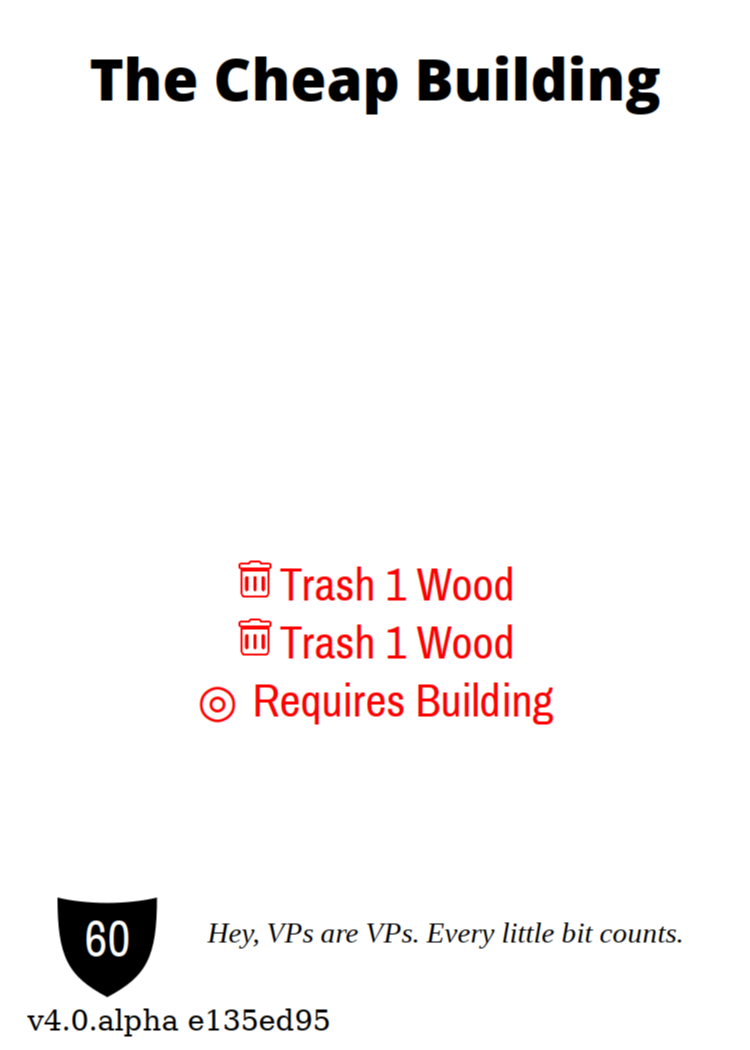 The Cheap Building
Trash 1 Wood
Trash 1 Wood
Requires Building
60
Hey, VPs are VPs. Every little bit counts.
v4.0.alpha e135ed95